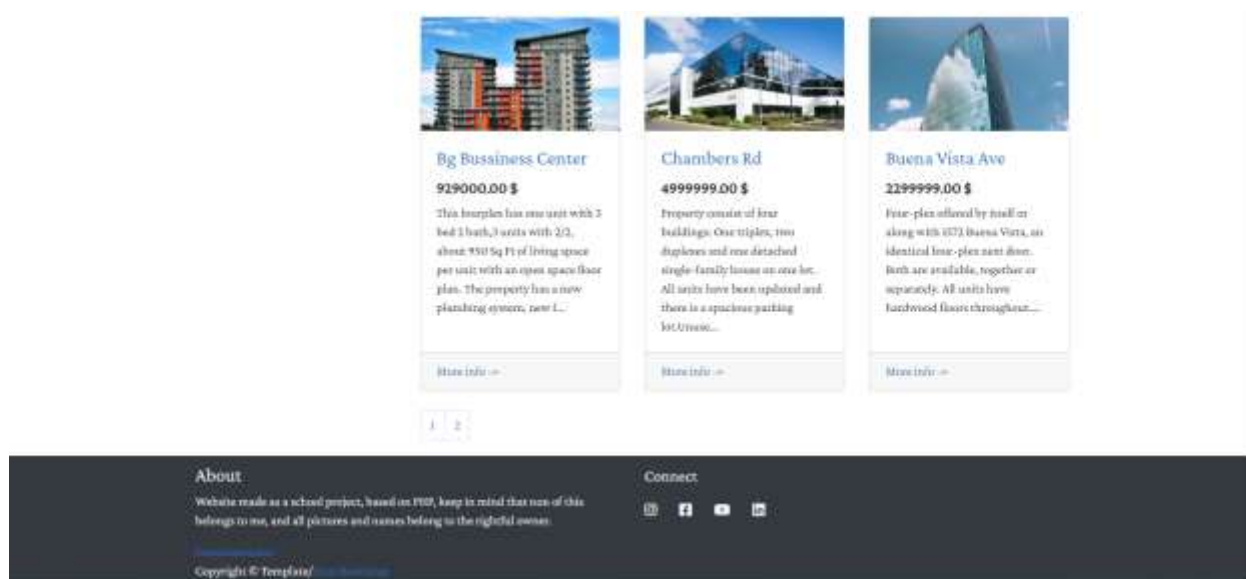 Bg Bussiness Center
929000.00 $
This fourplex has one unit with 3
bed 2 bath,3 units with 2/2,
about 950 Sq Ft of living space
per unit with an open space floor
plan. The property has a new
plumbing system, new l...
More info ->
Chambers Rd
4999999.00 $
Property consist of four
buildings: One triplex, two
duplexes and one detached
single-family house on one lot.
All units have been updated and
there is a spacious parking
More info ->
Buena Vista Ave
2299999.00 $
Four-plex offered by itself or
along with 1572 Buena Vista, an
identical four-plex next door.
Both are available, together or
separately. All units have
hardwood floors throughout....
More info ->
1 2
About
Website made as a school project, based on PHP, keep in mind that non of this
belongs to me, and all pictures and names belong to the rightful owner.
Copyright © Template/
Connect